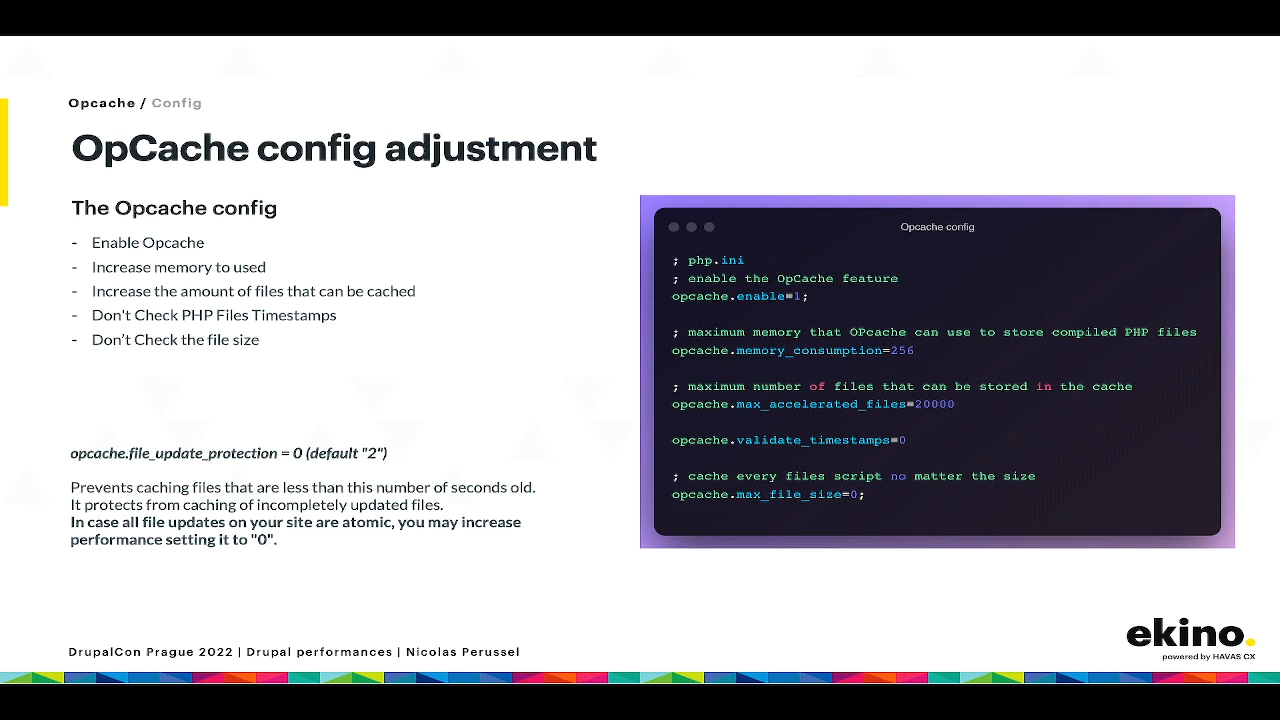 Opcache / Config
OpCache config adjustment
The Opcache config
- Enable Opcache
- Increase memory to used
- Increase the amount of files that can be cached
- Don't Check PHP Files Timestamps
- Don’t Check the file size
opcache.file_update_protection = 0 (default "2")
Prevents caching files that are less than this number of seconds old.
It protects from caching of incompletely updated files.
In case all file updates on your site are atomic, you may increase
performance setting it to "0".
Opcache config
; php.ini
; enable the OpCache feature
opcache.enable=1;
; maximum memory that OPcache can use to store compiled PHP files
opcache.memory_consumption=256
; maximum number of files that can be stored in the cache
opcache.max_accelerated_files=20000
opcache.validate_timestamps=0
; cache every files script no matter the size
opcache.max_file_size=0;
DrupalCon Prague 2022 | Drupal performances | Nicolas Perussel
ekino.
powered by HAVAS CX